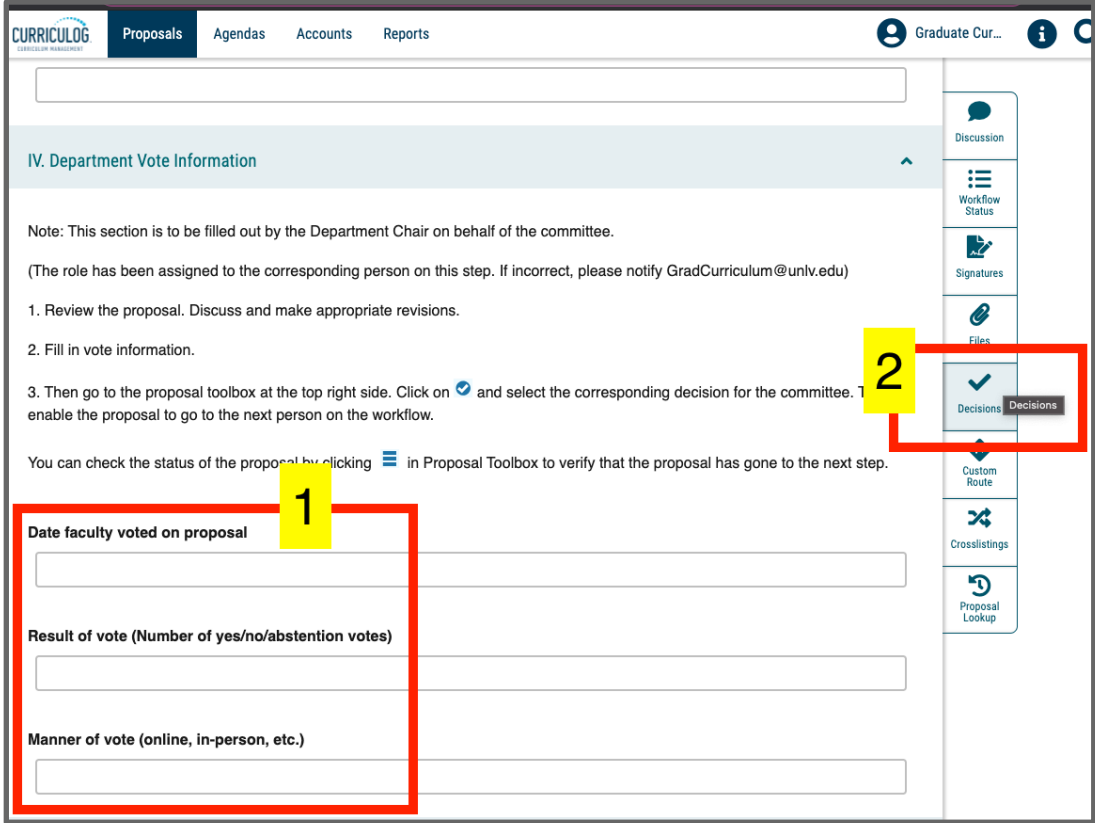 CURRICULOG
CURRICULUM MANAGEMENT
Proposals
Agendas
Accounts
Reports
Graduate Cur...
IV. Department Vote Information
Note: This section is to be filled out by the Department Chair on behalf of the committee.
(The role has been assigned to the corresponding person on this step. If incorrect, please notify GradCurriculum@unlv.edu)
1. Review the proposal. Discuss and make appropriate revisions.
2. Fill in vote information.
3. Then go to the proposal toolbox at the top right side. Click on and select the corresponding decision for the committee.
enable the proposal to go to the next person on the workflow.
You can check the status of the proposal by clicking in Proposal Toolbox to verify that the proposal has gone to the next step.
1
Date faculty voted on proposal
Result of vote (Number of yes/no/abstention votes)
Manner of vote (online, in-person, etc.)
Discussion
Workflow
Status
Signatures
Files
2
Decisions
Decisions
Custom
Route
Crosslistings
Proposal
Lookup